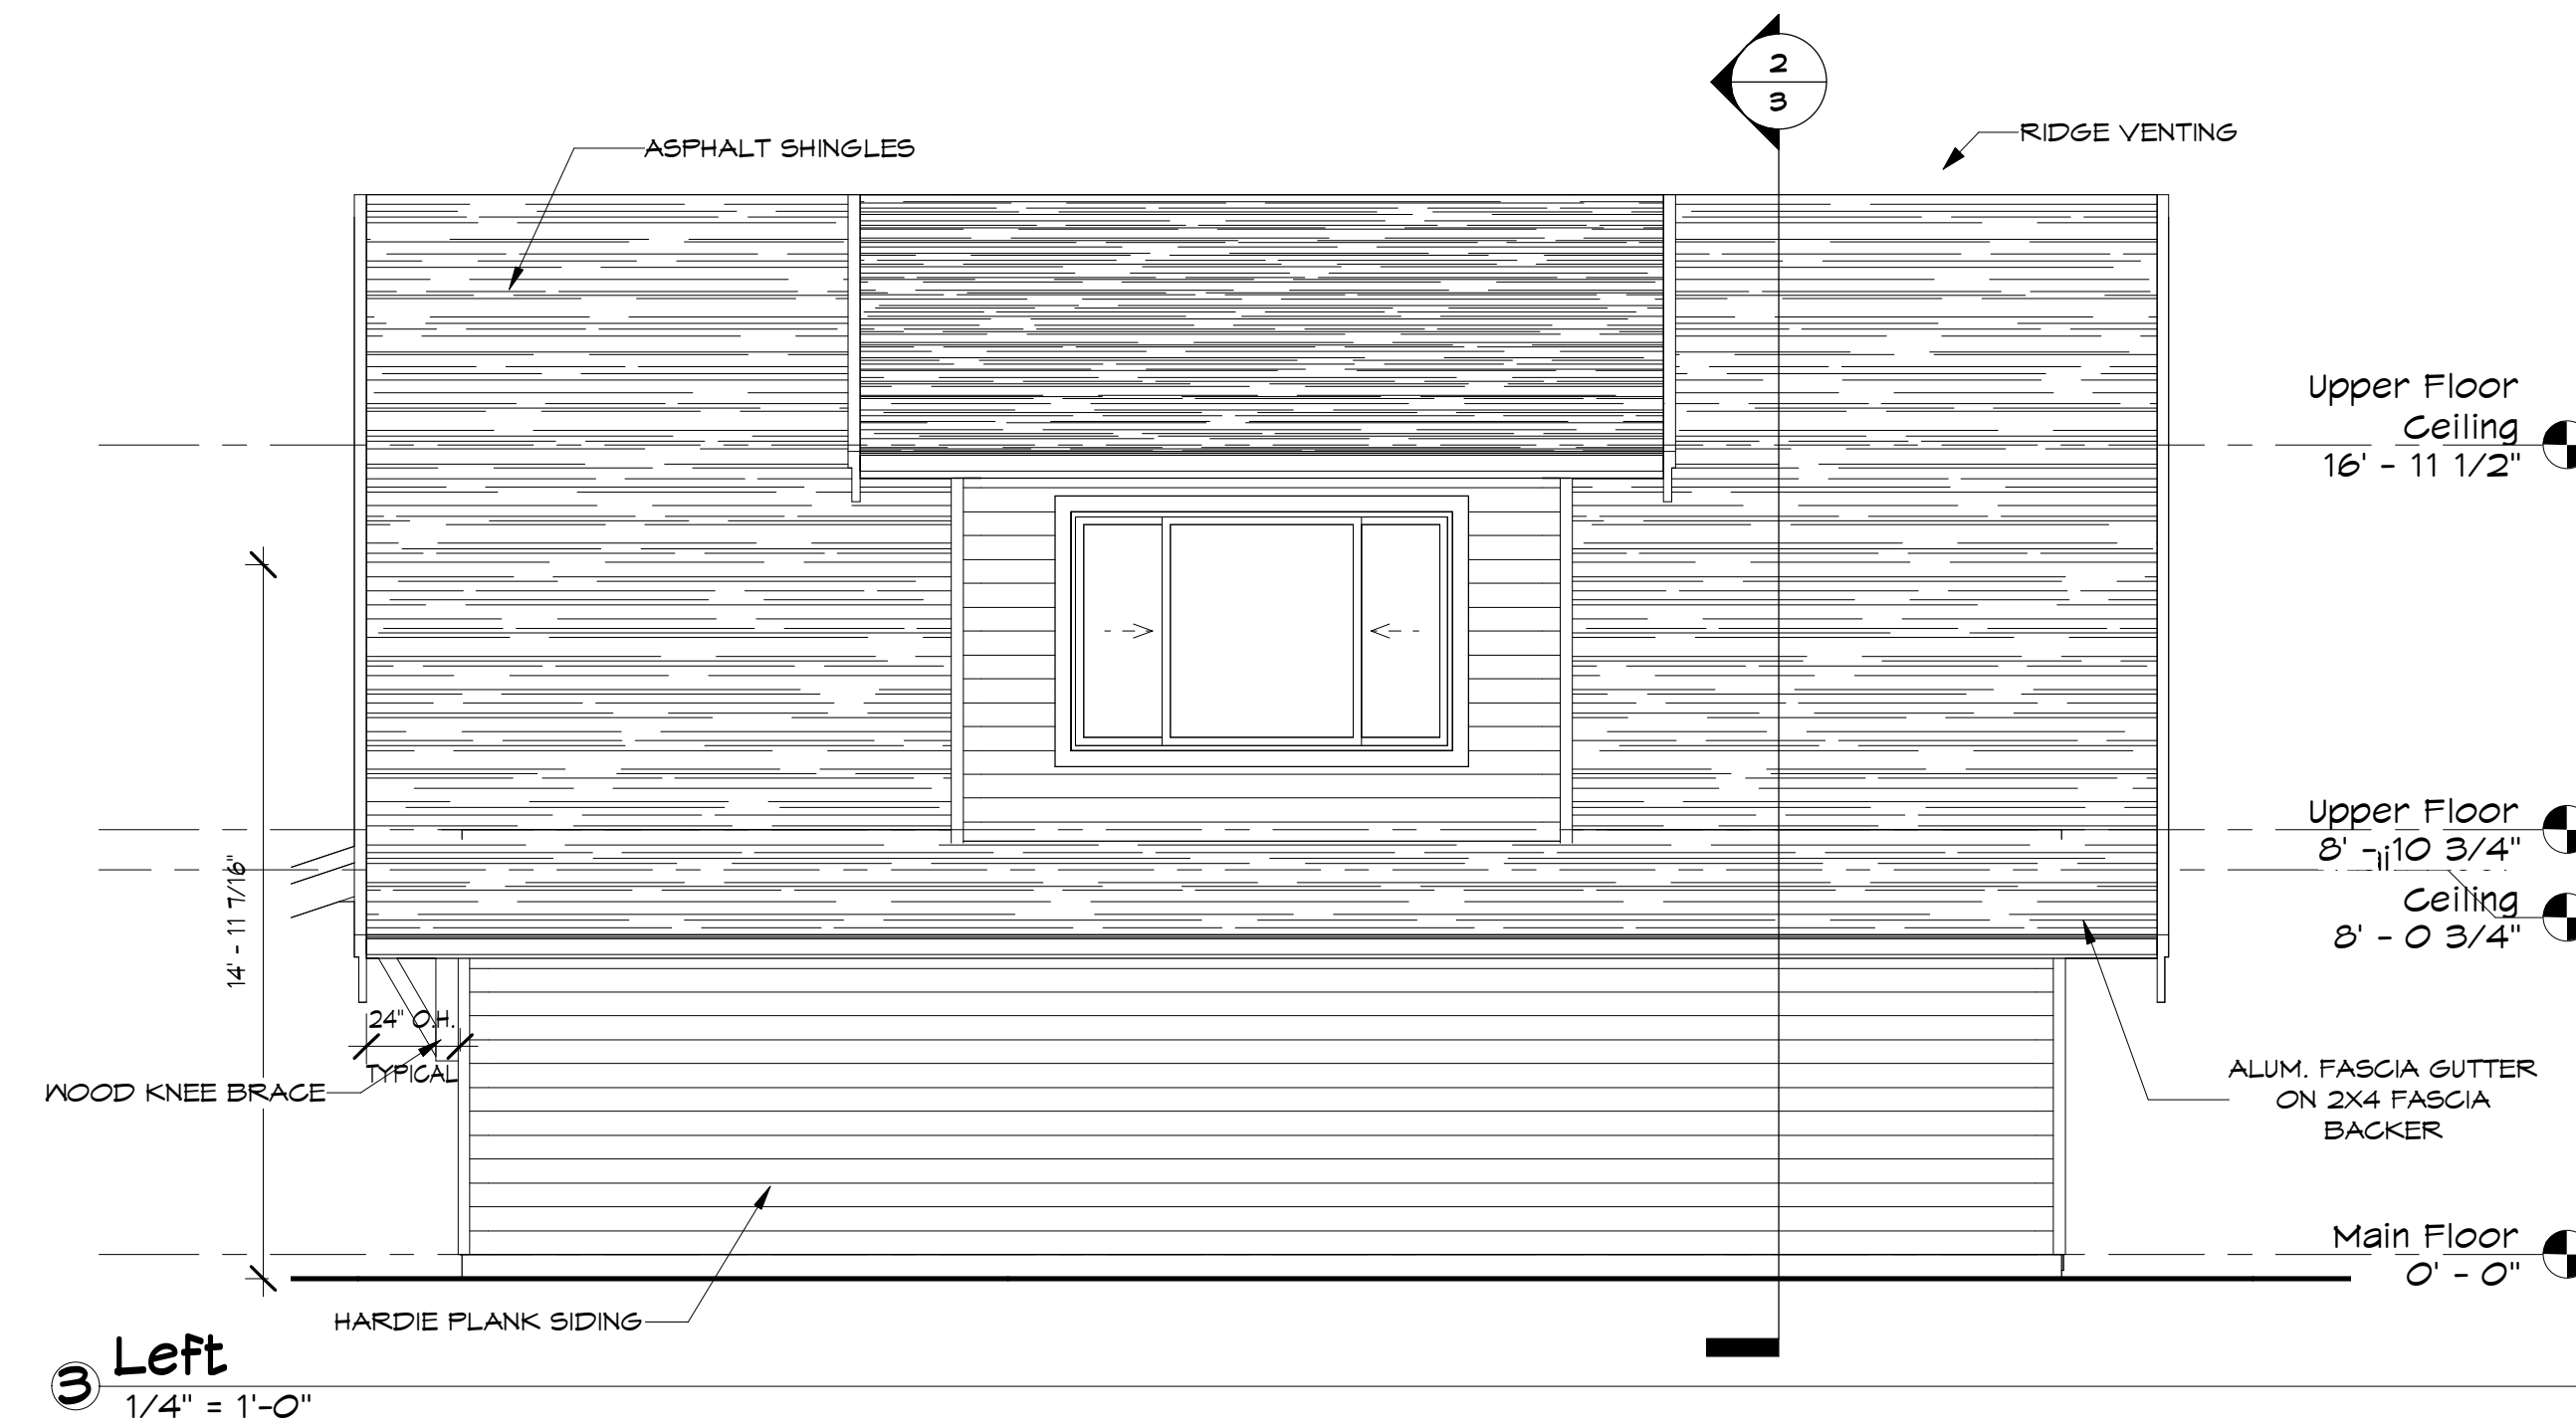 2
3
RIDGE VENTING
ASPHALT SHINGLES
Upper Floor
Ceiling
16' - 11 1/2"
Upper Floor
8' - 10 3/4"
Ceiling
8' - 0 3/4"
14' - 11 7/16"
24" O.H.
TYPICAL
WOOD KNEE BRACE
ALUM. FASCIA GUTTER
ON 2X4 FASCIA
BACKER
Main Floor
0' - 0"
HARDIE PLANK SIDING
3 Left
1/4" = 1'-0"